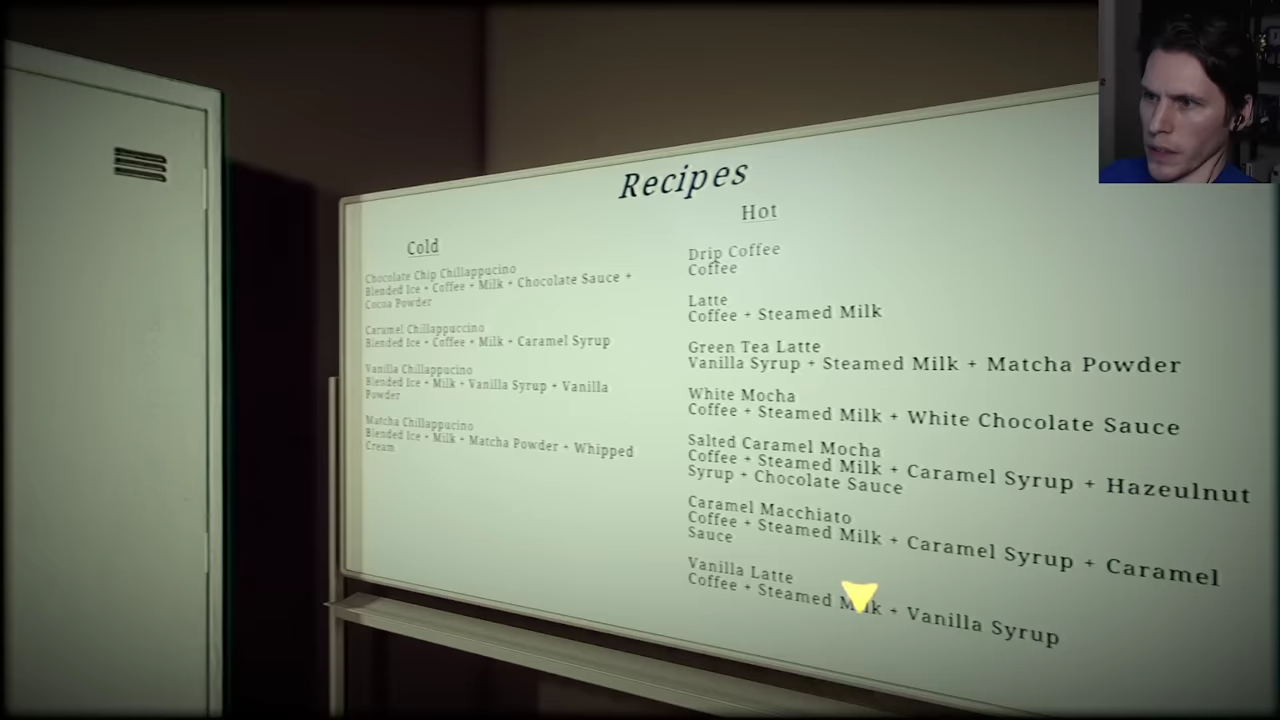 Recipes
Cold
Chocolate Chip Chillappucino
Blended Ice + Coffee + Milk + Chocolate Sauce +
Cocoa Powder
Caramel Chillappuccino
Blended Ice + Coffee + Milk + Caramel Syrup
Vanilla Chillappucino
Blended Ice + Milk + Vanilla Syrup + Vanilla
Powder
Matcha Chillappucino
Blended Ice + Milk + Matcha Powder + Whipped
Cream
Hot
Drip Coffee
Coffee
Latte
Coffee + Steamed Milk
Green Tea Latte
Vanilla Syrup + Steamed Milk + Matcha Powder
White Mocha
Coffee + Steamed Milk + White Chocolate Sauce
Salted Caramel Mocha
Coffee + Steamed Milk + Caramel Syrup + Hazeulnut
Syrup + Chocolate Sauce
Caramel Macchiato
Coffee + Steamed Milk + Caramel Syrup + Caramel
Sauce
Vanilla Latte
Coffee + Steamed Milk + Vanilla Syrup